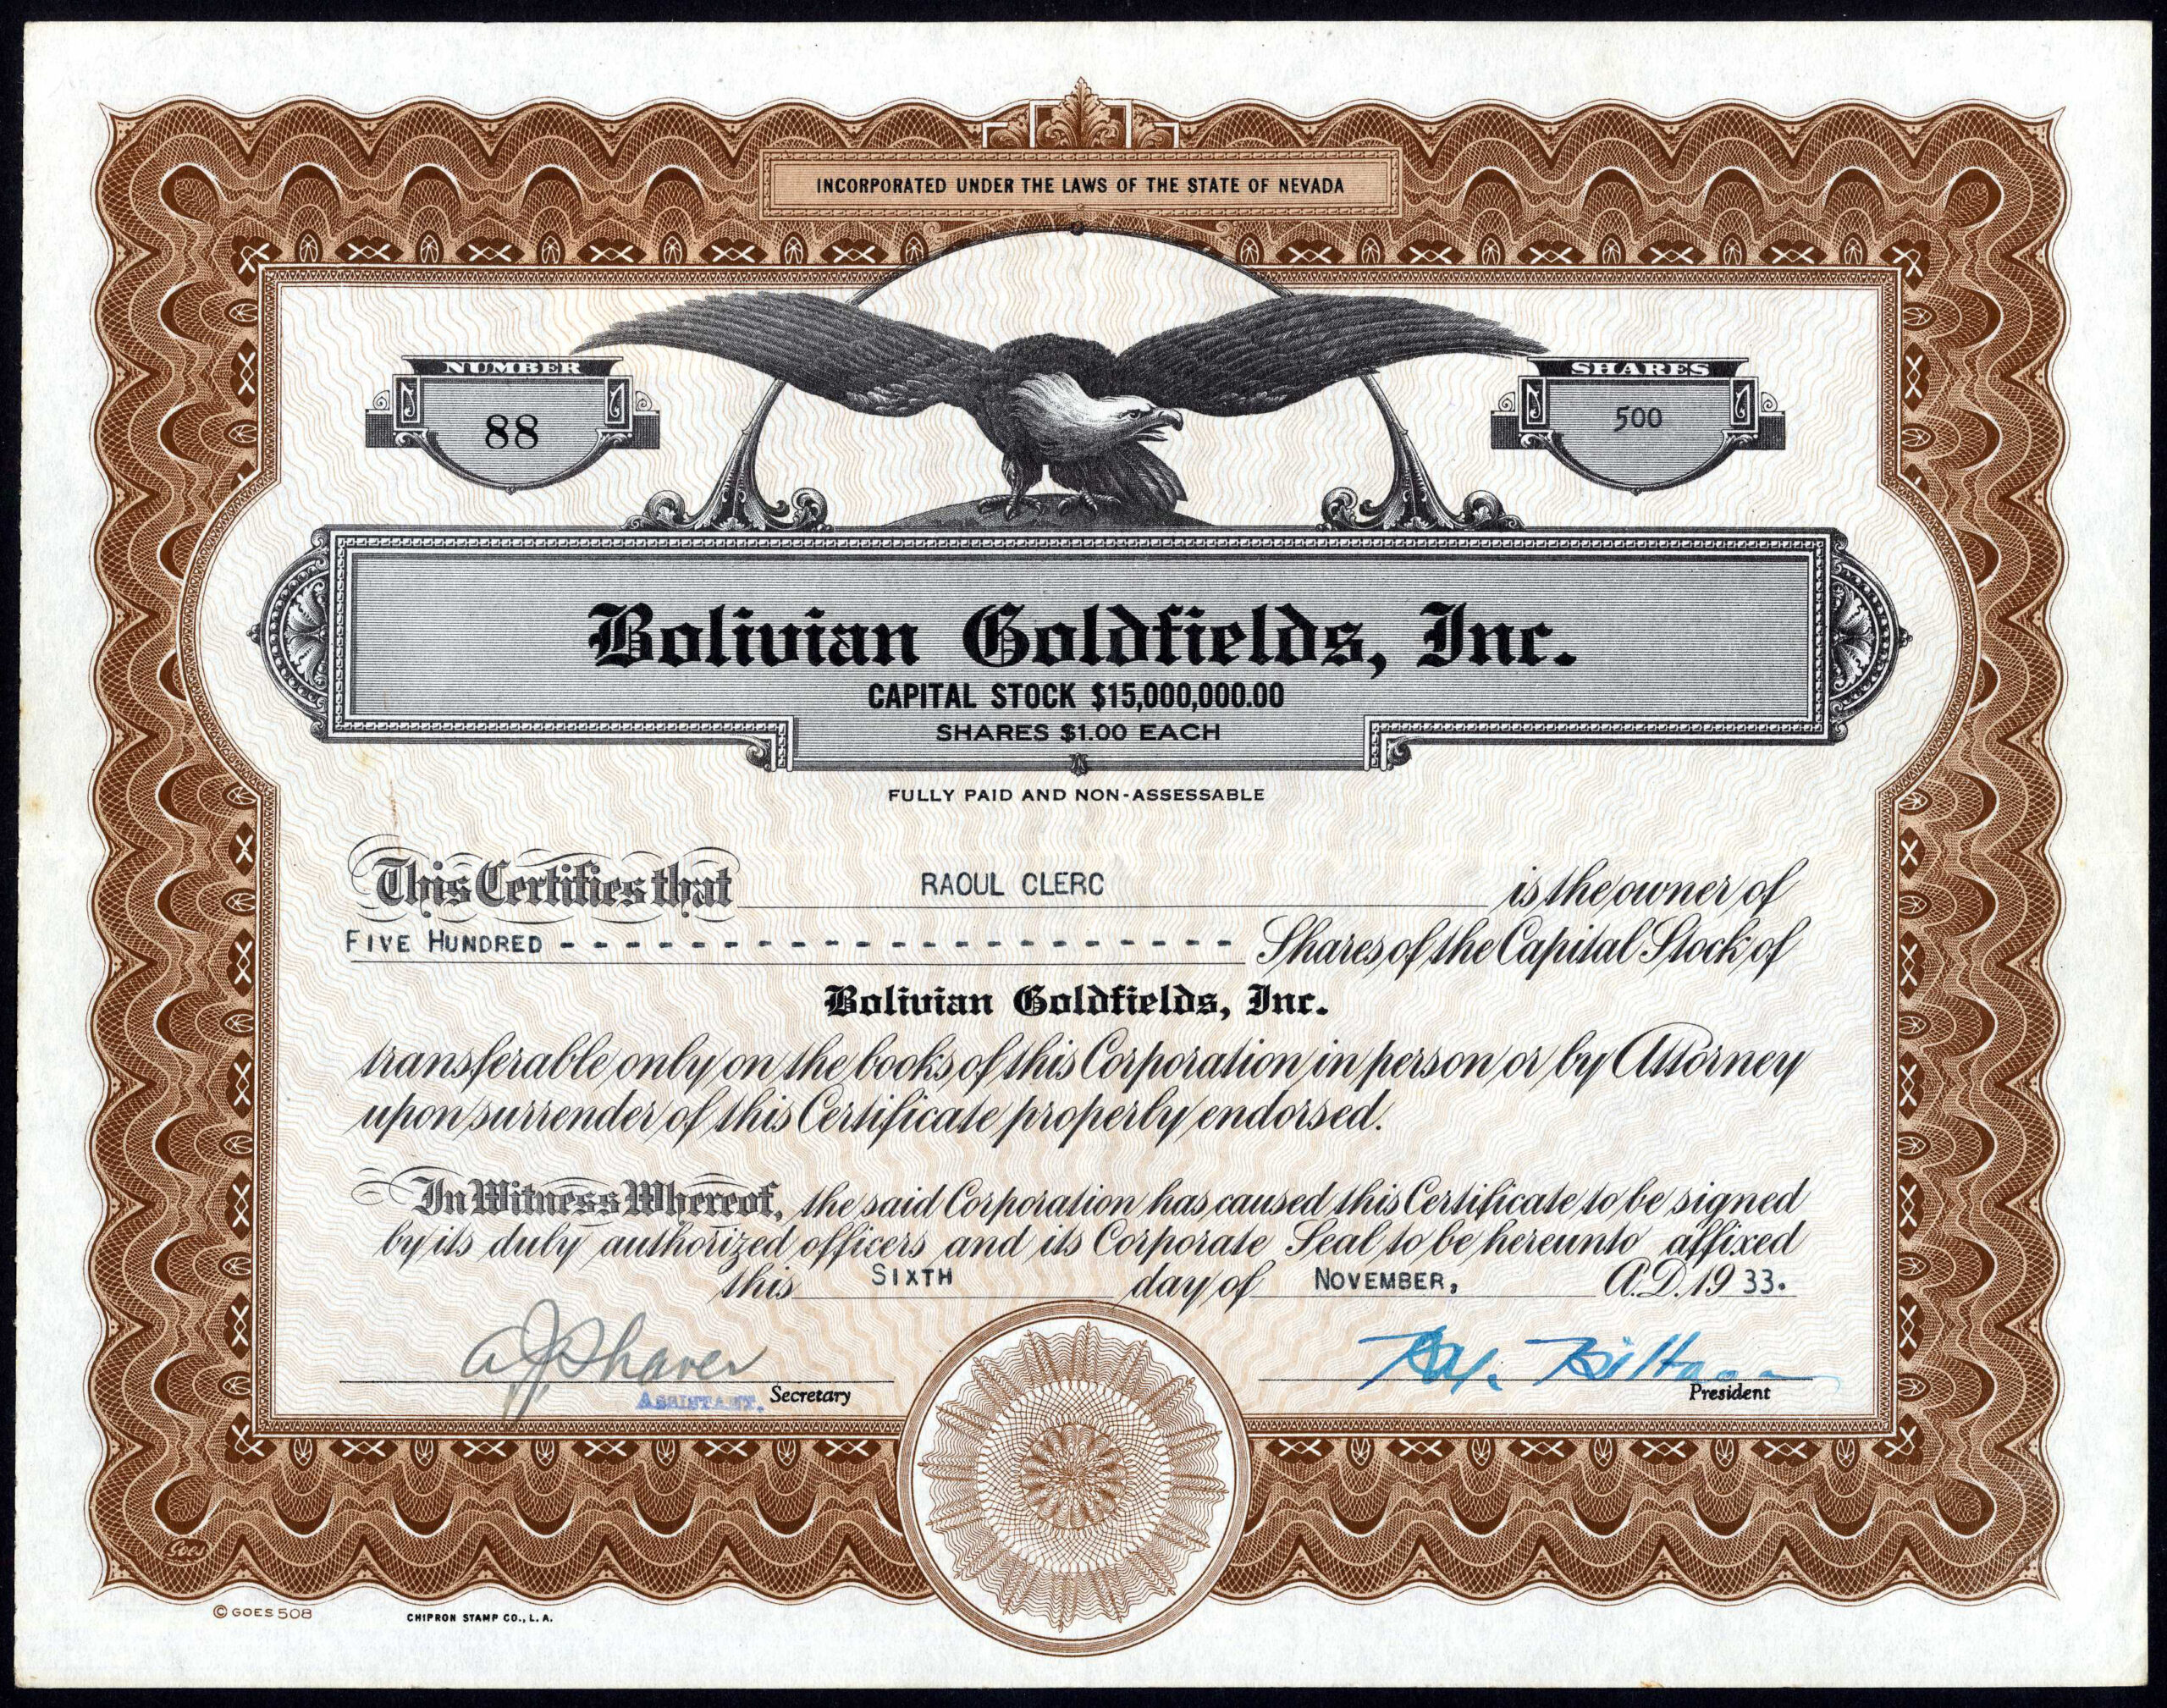 INCORPORATED UNDER THE LAWS OF THE STATE OF NEVADA
NUMBER
88
SHARES
500
Bolivian Goldfields, Inc.
CAPITAL STOCK $15,000,000.00
SHARES $1.00 EACH
FULLY PAID AND NON-ASSESSABLE
This Certifies that RAOUL CLERC is the owner of
FIVE HUNDRED - - - - - - - - - - - - - - - - - - - - - Shares of the Capital Stock of
Bolivian Goldfields, Inc.
transferable only on the books of this Corporation in person or by Attorney
upon surrender of this Certificate properly endorsed.
In Witness Whereof, the said Corporation has caused this Certificate to be signed
by its duly authorized officers and its Corporate Seal to be hereunto affixed
this SIXTH day of NOVEMBER, A.D. 19 33.
A J Shaver
ASSISTANT. Secretary
President
Goes
© GOES 508
CHIPRON STAMP CO., L. A.